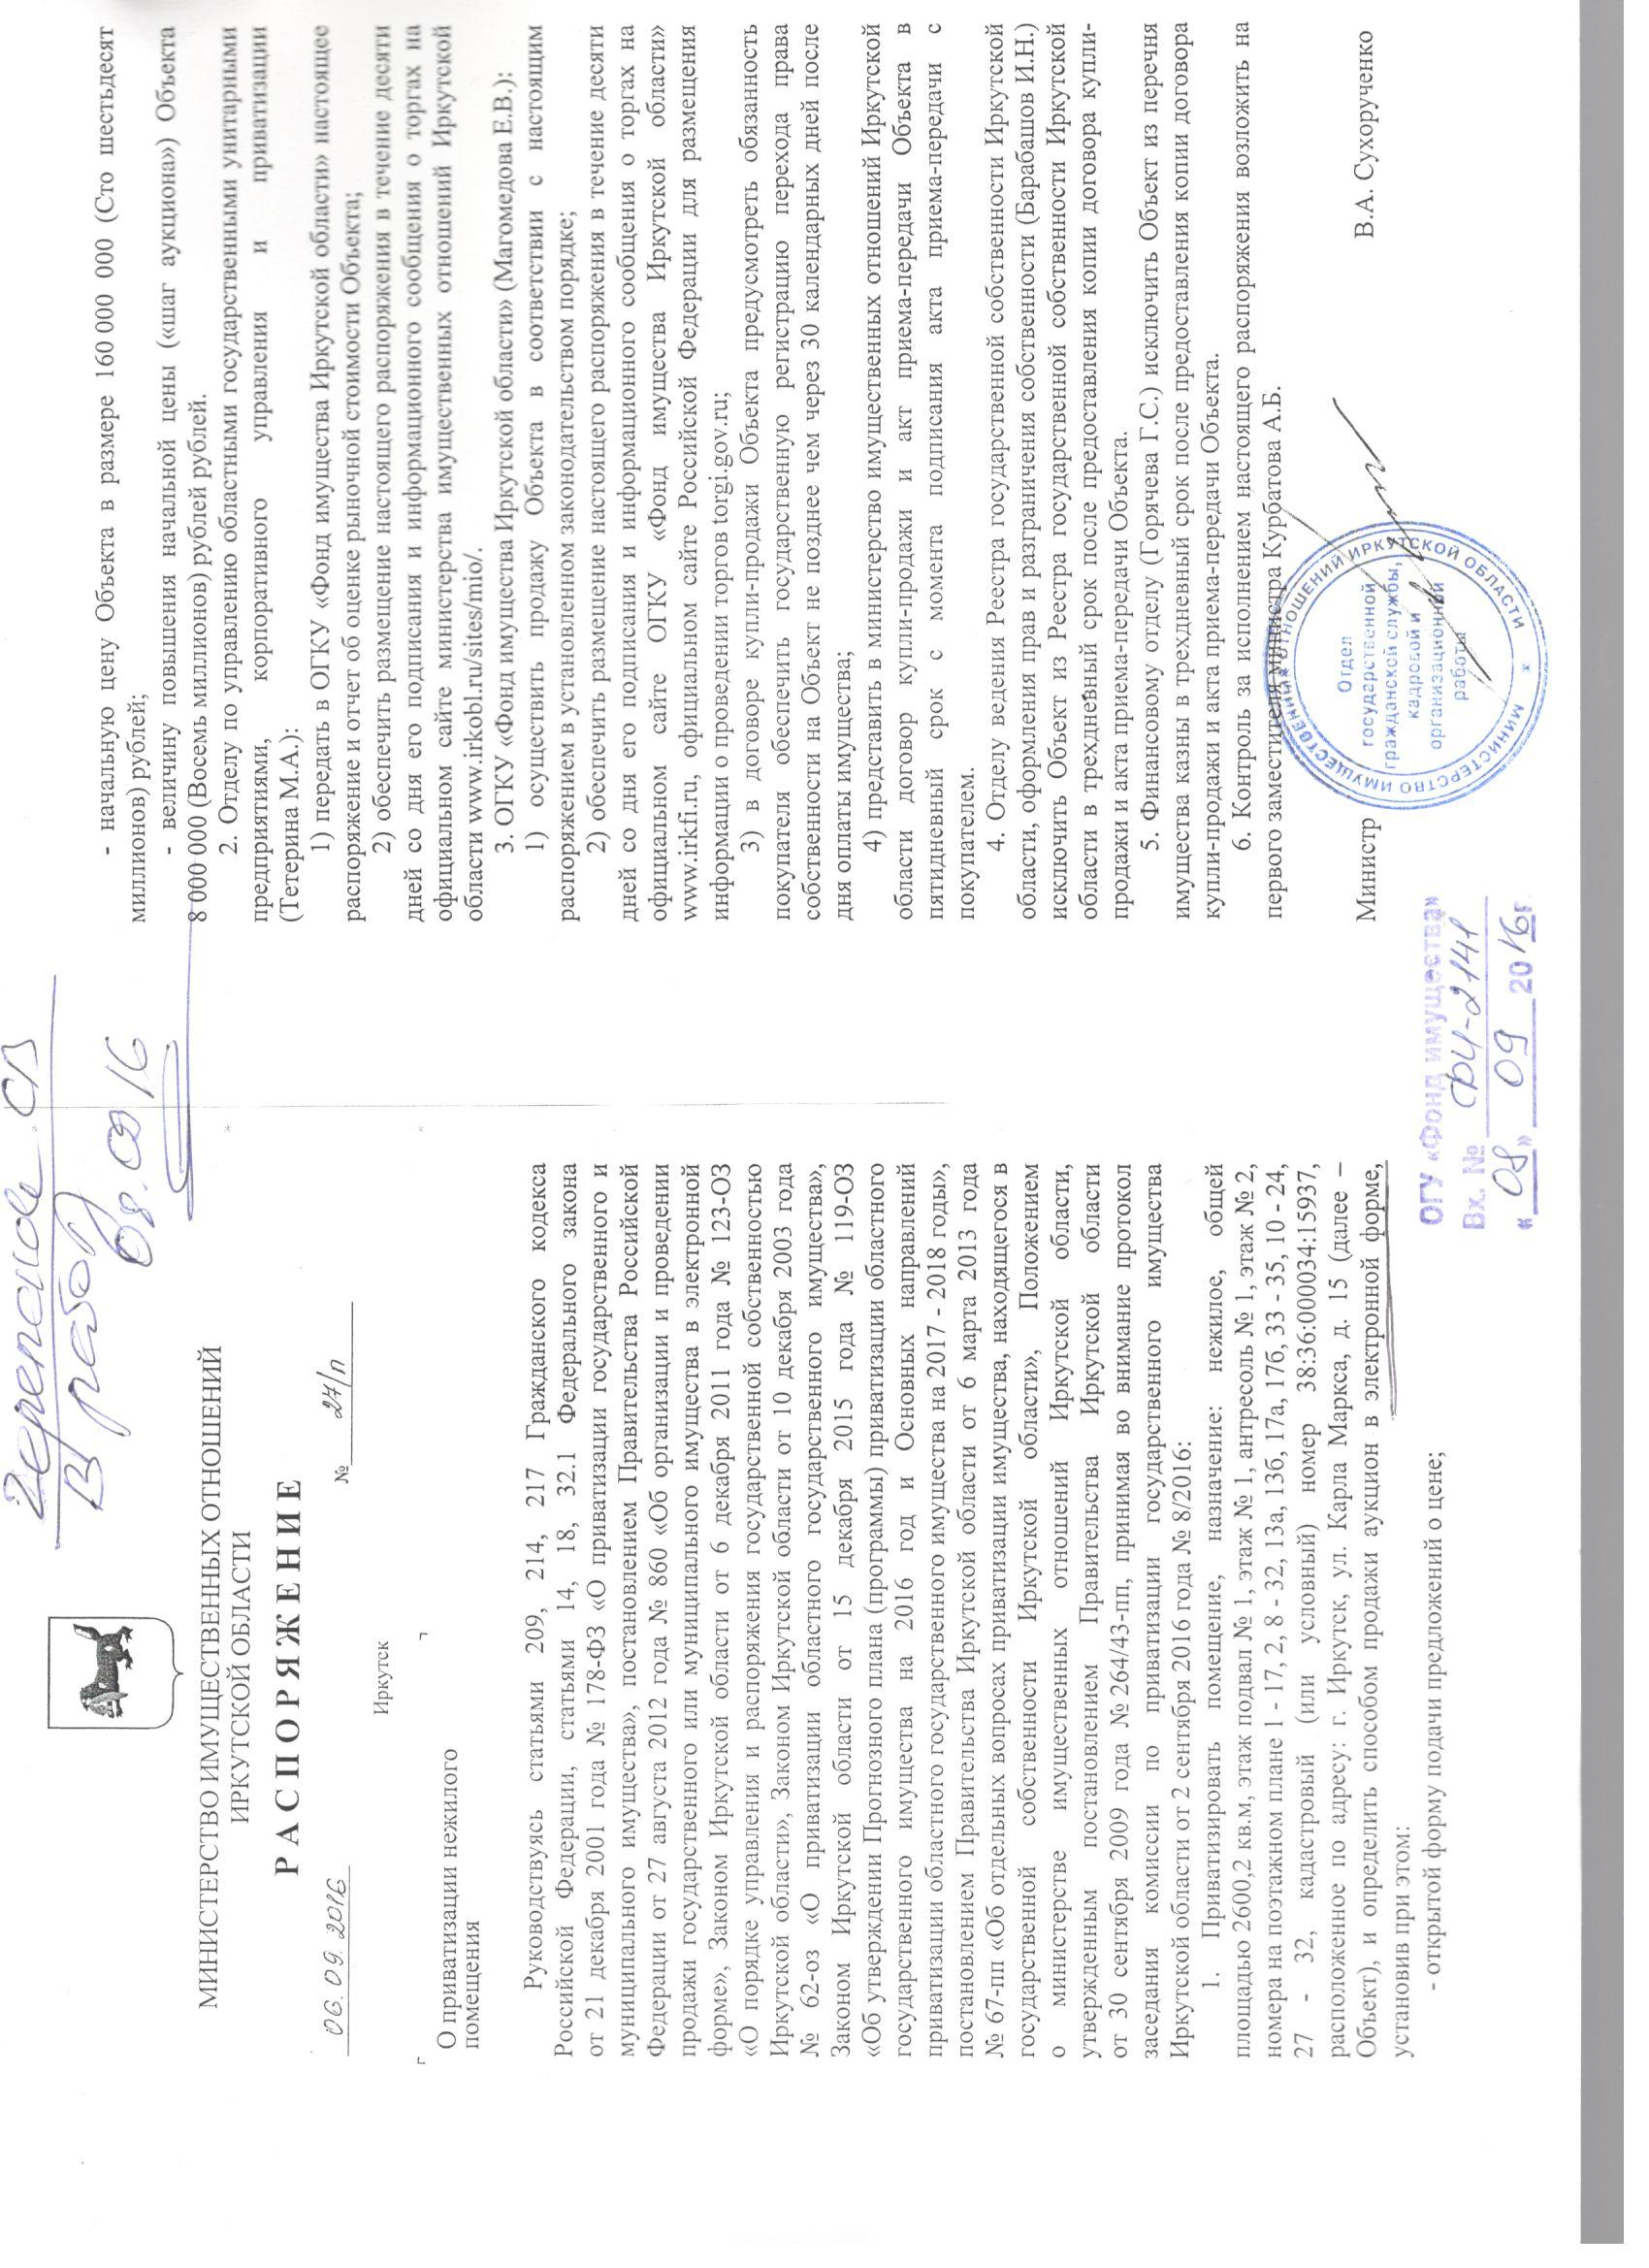 В работу
08.09.16
МИНИСТЕРСТВО ИМУЩЕСТВЕННЫХ ОТНОШЕНИЙ
ИРКУТСКОЙ ОБЛАСТИ
РАСПОРЯЖЕНИЕ
06.09.2016 № 27/п
Иркутск
О приватизации нежилого
помещения
Руководствуясь статьями 209, 214, 217 Гражданского кодекса
Российской Федерации, статьями 14, 18, 32.1 Федерального закона
от 21 декабря 2001 года № 178-ФЗ «О приватизации государственного и
муниципального имущества», постановлением Правительства Российской
Федерации от 27 августа 2012 года № 860 «Об организации и проведении
продажи государственного или муниципального имущества в электронной
форме», Законом Иркутской области от 6 декабря 2011 года № 123-ОЗ
«О порядке управления и распоряжения государственной собственностью
Иркутской области», Законом Иркутской области от 10 декабря 2003 года
№ 62-оз «О приватизации областного государственного имущества»,
Законом Иркутской области от 15 декабря 2015 года № 119-ОЗ
«Об утверждении Прогнозного плана (программы) приватизации областного
государственного имущества на 2016 год и Основных направлений
приватизации областного государственного имущества на 2017 - 2018 годы»,
постановлением Правительства Иркутской области от 6 марта 2013 года
№ 67-пп «Об отдельных вопросах приватизации имущества, находящегося в
государственной собственности Иркутской области», Положением
о министерстве имущественных отношений Иркутской области,
утвержденным постановлением Правительства Иркутской области
от 30 сентября 2009 года № 264/43-пп, принимая во внимание протокол
заседания комиссии по приватизации государственного имущества
Иркутской области от 2 сентября 2016 года № 8/2016:
1. Приватизировать помещение, назначение: нежилое, общей
площадью 2600,2 кв.м, этаж подвал № 1, этаж № 1, антресоль № 1, этаж № 2,
номера на поэтажном плане 1 - 17, 2, 8 - 32, 13а, 13б, 17а, 17б, 33 - 35, 10 - 24,
27 - 32, кадастровый (или условный) номер 38:36:000034:15937,
расположенное по адресу: г. Иркутск, ул. Карла Маркса, д. 15 (далее –
Объект), и определить способом продажи аукцион в электронной форме,
установив при этом:
- открытой форму подачи предложений о цене;
- начальную цену Объекта в размере 160 000 000 (Сто шестьдесят
миллионов) рублей;
- величину повышения начальной цены («шаг аукциона») Объекта
8 000 000 (Восемь миллионов) рублей рублей.
2. Отделу по управлению областными государственными унитарными
предприятиями, корпоративного управления и приватизации
(Тетерина М.А.):
1) передать в ОГКУ «Фонд имущества Иркутской области» настоящее
распоряжение и отчет об оценке рыночной стоимости Объекта;
2) обеспечить размещение настоящего распоряжения в течение десяти
дней со дня его подписания и информационного сообщения о торгах на
официальном сайте министерства имущественных отношений Иркутской
области www.irkobl.ru/sites/mio/.
3. ОГКУ «Фонд имущества Иркутской области» (Магомедова Е.В.):
1) осуществить продажу Объекта в соответствии с настоящим
распоряжением в установленном законодательством порядке;
2) обеспечить размещение настоящего распоряжения в течение десяти
дней со дня его подписания и информационного сообщения о торгах на
официальном сайте ОГКУ «Фонд имущества Иркутской области»
www.irkfi.ru, официальном сайте Российской Федерации для размещения
информации о проведении торгов torgi.gov.ru;
3) в договоре купли-продажи Объекта предусмотреть обязанность
покупателя обеспечить государственную регистрацию перехода права
собственности на Объект не позднее чем через 30 календарных дней после
дня оплаты имущества;
4) представить в министерство имущественных отношений Иркутской
области договор купли-продажи и акт приема-передачи Объекта в
пятидневный срок с момента подписания акта приема-передачи с
покупателем.
4. Отделу ведения Реестра государственной собственности Иркутской
области, оформления прав и разграничения собственности (Барабашов И.Н.)
исключить Объект из Реестра государственной собственности Иркутской
области в трехдневный срок после предоставления копии договора купли-
продажи и акта приема-передачи Объекта.
5. Финансовому отделу (Горячева Г.С.) исключить Объект из перечня
имущества казны в трехдневный срок после предоставления копии договора
купли-продажи и акта приема-передачи Объекта.
6. Контроль за исполнением настоящего распоряжения возложить на
первого заместителя министра Курбатова А.Б.
Министр В.А. Сухорученко
МИНИСТЕРСТВО ИМУЩЕСТВЕННЫХ ОТНОШЕНИЙ ИРКУТСКОЙ ОБЛАСТИ
Отдел
государственной
гражданской службы,
кадровой и
организационной
работы
ОГУ «Фонд имущества»
Вх. № ФИ-2141
«08» 09 2016г.